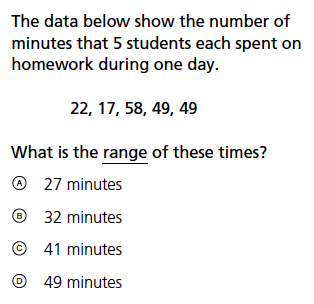 The data below show the number of
minutes that 5 students each spent on
homework during one day.
22, 17, 58, 49, 49
What is the range of these times?
Ⓐ 27 minutes
Ⓑ 32 minutes
Ⓒ 41 minutes
Ⓓ 49 minutes